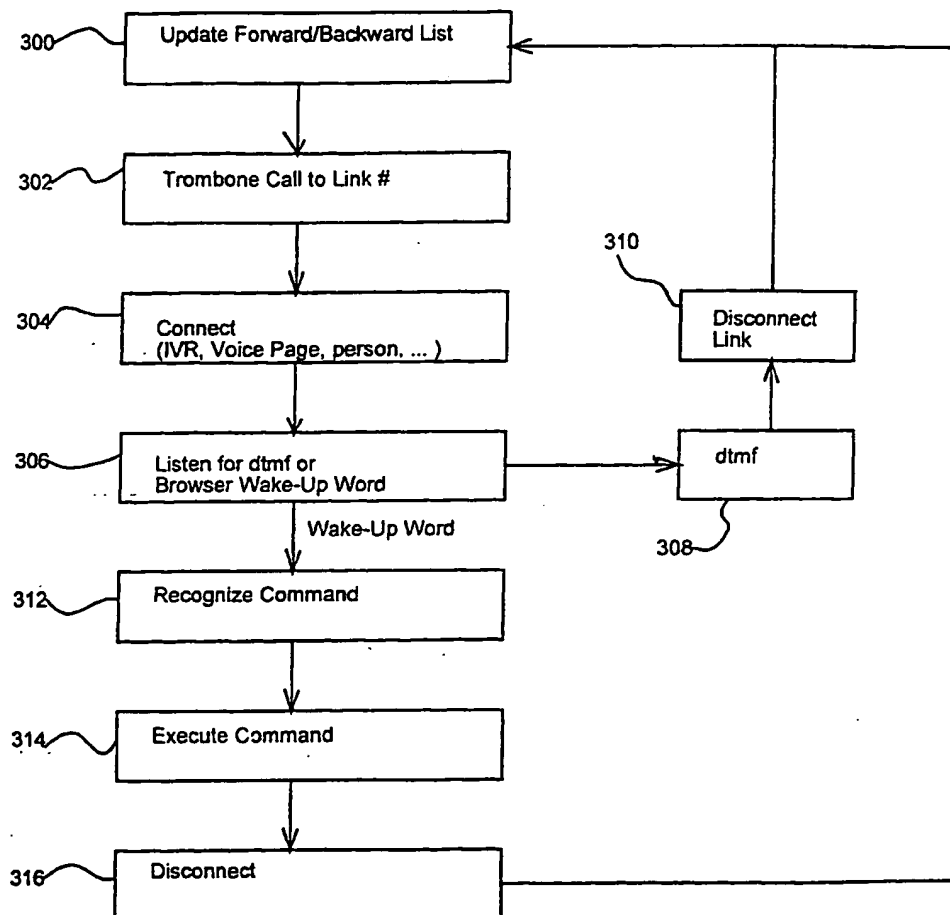 300
Update Forward/Backward List
302
Trombone Call to Link #
304
Connect
(IVR, Voice Page, person, ... )
310
Disconnect
Link
306
Listen for dtmf or
Browser Wake-Up Word
dtmf
308
Wake-Up Word
312
Recognize Command
314
Execute Command
316
Disconnect